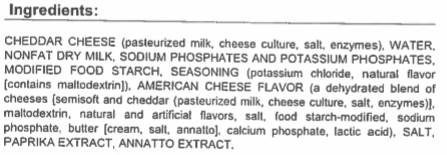 Ingredients:
CHEDDAR CHEESE (pasteurized milk, cheese culture, salt, enzymes), WATER,
NONFAT DRY MILK, SODIUM PHOSPHATES AND POTASSIUM PHOSPHATES,
MODIFIED FOOD STARCH, SEASONING (potassium chloride, natural flavor
[contains maltodextrin]), AMERICAN CHEESE FLAVOR (a dehydrated blend of
cheeses [semisoft and cheddar (pasteurized milk, cheese culture, salt, enzymes)],
maltodextrin, natural and artificial flavors, salt, food starch-modified, sodium
phosphate, butter [cream, salt, annatto], calcium phosphate, lactic acid), SALT,
PAPRIKA EXTRACT, ANNATTO EXTRACT.